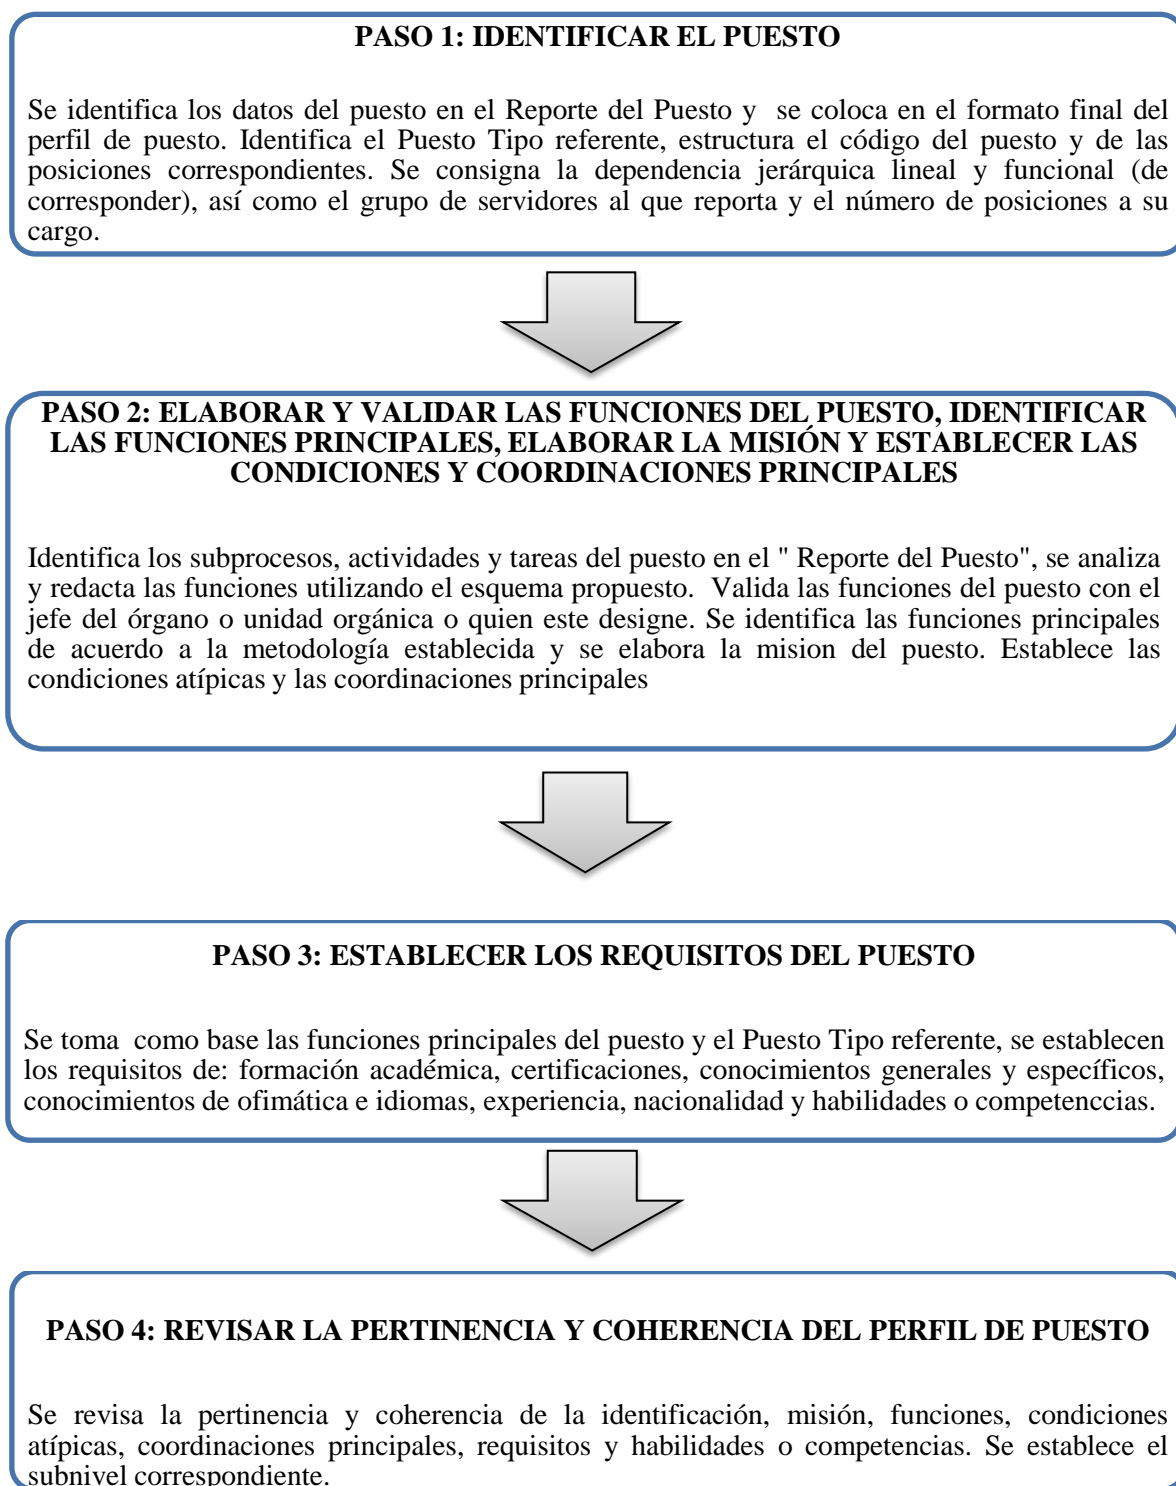 PASO 1: IDENTIFICAR EL PUESTO
Se identifica los datos del puesto en el Reporte del Puesto y se coloca en el formato final del
perfil de puesto. Identifica el Puesto Tipo referente, estructura el código del puesto y de las
posiciones correspondientes. Se consigna la dependencia jerárquica lineal y funcional (de
corresponder), así como el grupo de servidores al que reporta y el número de posiciones a su
cargo.
PASO 2: ELABORAR Y VALIDAR LAS FUNCIONES DEL PUESTO, IDENTIFICAR
LAS FUNCIONES PRINCIPALES, ELABORAR LA MISIÓN Y ESTABLECER LAS
CONDICIONES Y COORDINACIONES PRINCIPALES
Identifica los subprocesos, actividades y tareas del puesto en el " Reporte del Puesto", se analiza
y redacta las funciones utilizando el esquema propuesto. Valida las funciones del puesto con el
jefe del órgano o unidad orgánica o quien este designe. Se identifica las funciones principales
de acuerdo a la metodología establecida y se elabora la mision del puesto. Establece las
condiciones atípicas y las coordinaciones principales
PASO 3: ESTABLECER LOS REQUISITOS DEL PUESTO
Se toma como base las funciones principales del puesto y el Puesto Tipo referente, se establecen
los requisitos de: formación académica, certificaciones, conocimientos generales y específicos,
conocimientos de ofimática e idiomas, experiencia, nacionalidad y habilidades o competenccias.
PASO 4: REVISAR LA PERTINENCIA Y COHERENCIA DEL PERFIL DE PUESTO
Se revisa la pertinencia y coherencia de la identificación, misión, funciones, condiciones
atípicas, coordinaciones principales, requisitos y habilidades o competencias. Se establece el
subnivel correspondiente.